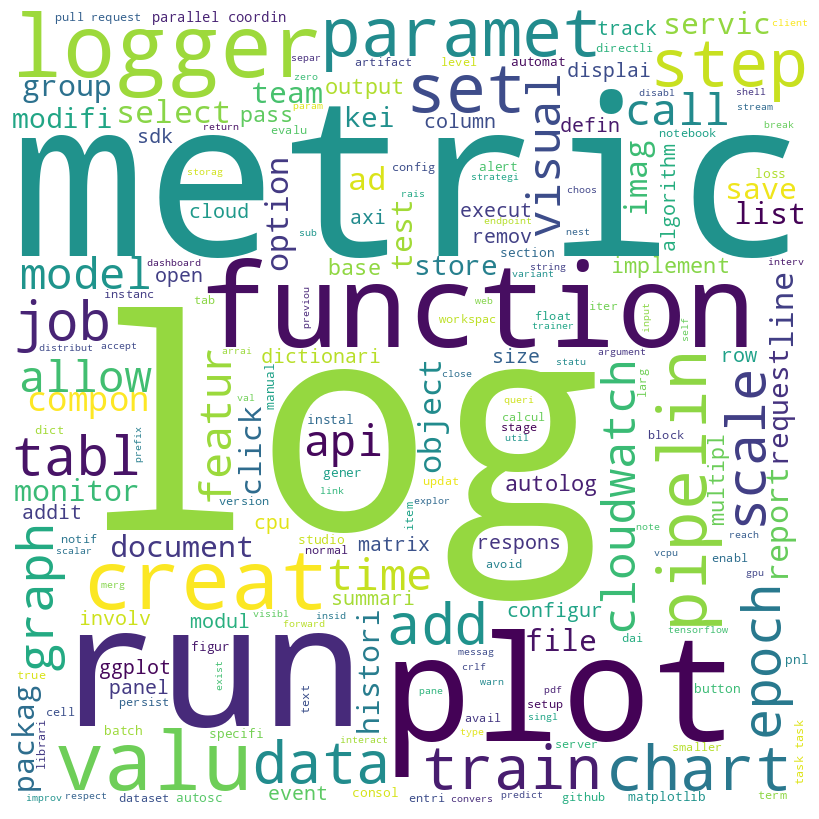 pull request
parallel coordin
logger
paramet
track
servic
client
separ
artifact
level
automat
directli
step
group
zero
team
output
set
displai
call
modifi
select
param
pass
kei
column
visual
disabl
shell
stream
defin
notebook
break
sdk
return
evalu
metric
storag
option
ad
config
alert
strategi
choos
imag
algorithm
loss
save
cloud
axi
test
rais
execut
endpoint
remov
list
dashboard
sub
nest
section
string
model
open
base
store
variant
implement
interv
instanc
job
tab
previou
function
web
workspac
float
iter
trainer
input
self
line
distribut
accept
arrai
dictionari
size
statu
argument
row
request
allow
featur
manual
close
larg
compon
val
log
object
queri
calcul
stage
util
cloudwatch
pipelin
scale
dict
prefix
click
instal
api
block
multipl
tabl
gener
monitor
link
updat
autolog
report
version
item
explor
addit
cpu
studio
note
reach
notif
document
normal
matrix
respons
vcpu
enabl
gpu
scalar
graph
merg
creat
time
avoid
summari
configur
involv
visibl
insid
modul
forward
add
dai
tensorflow
epoch
run
figur
histori
file
messag
crlf
plot
ggplot
true
panel
exist
text
pane
warn
pdf
setup
pnl
packag
cell
persist
avail
singl
button
librari
batch
specifi
interact
type
server
smaller
valu
data
train
chart
task task
event
consol
improv
respect
dataset
autosc
entri
convers
predict
github
matplotlib
term